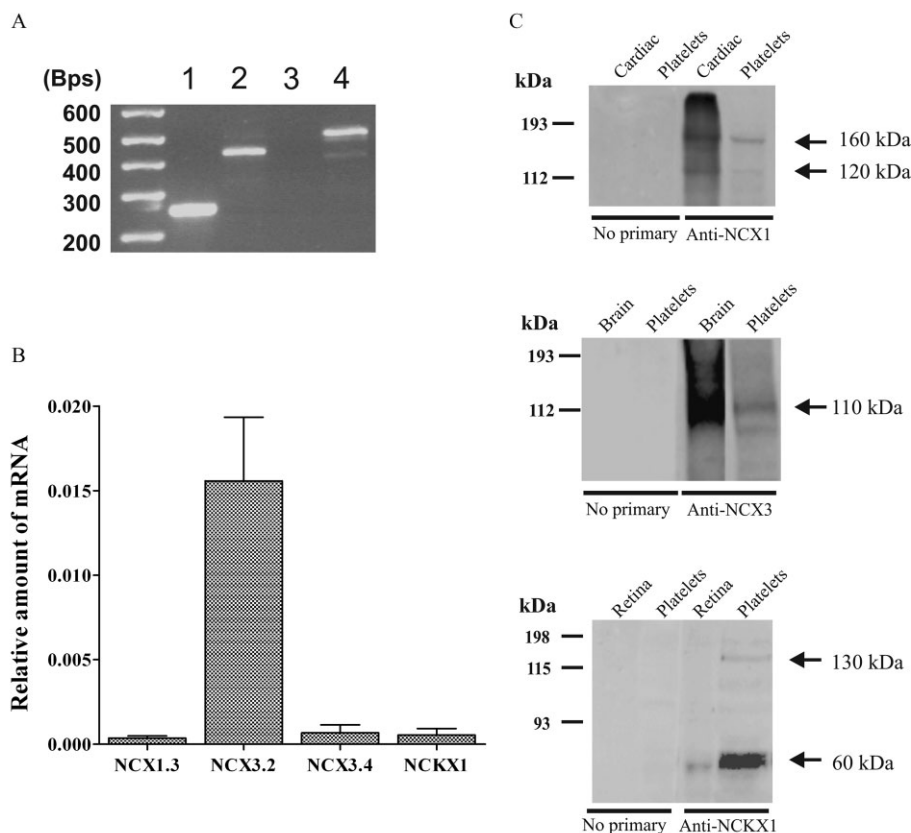 A
(Bps) 1 2 3 4
600
500
400
300
200
B
Relative amount of mRNA
0.020
0.015
0.010
0.005
0.000
NCX1.3 NCX3.2 NCX3.4 NCKX1
C
Cardiac Platelets Cardiac Platelets
kDa
193
112
160 kDa
120 kDa
No primary Anti-NCX1
Brain Platelets Brain Platelets
kDa
193
112
110 kDa
No primary Anti-NCX3
Retina Platelets Retina Platelets
kDa
198
115
93
130 kDa
60 kDa
No primary Anti-NCKX1